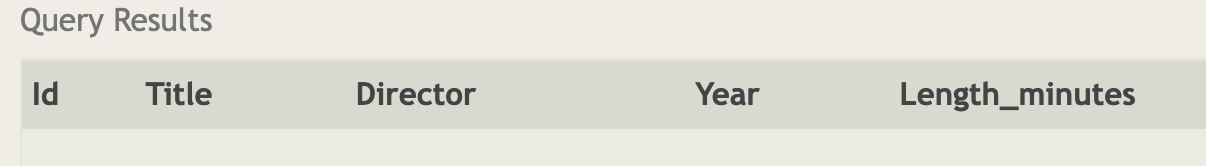 Query Results
Id Title Director Year Length_minutes